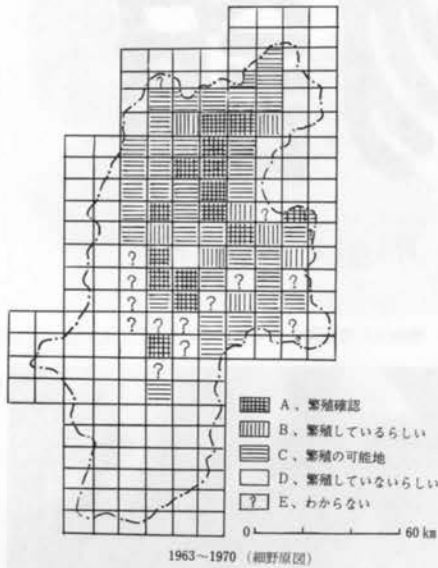 ?
?
?
? ? ?
? ?
? ? ? ?
?
?
A、繁殖確認
B、繁殖しているらしい
C、繁殖の可能地
D、繁殖していないらしい
? E、わからない
0 60 km
1963~1970 (細野原図)